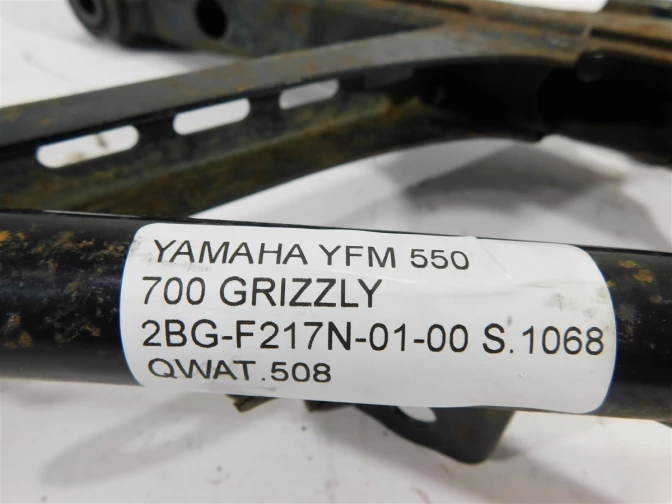 YAMAHA YFM 550
700 GRIZZLY
2BG-F217N-01-00 S.1068
QWAT.508